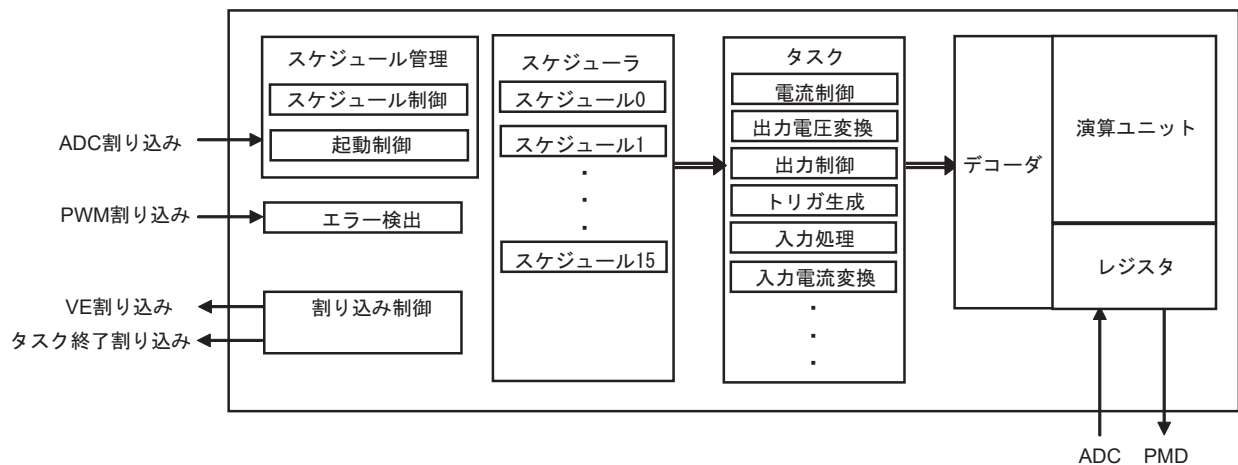 スケジュール管理
スケジュール制御
起動制御
ADC割り込み
PWM割り込み
エラー検出
VE割り込み
タスク終了割り込み
割り込み制御
スケジューラ
スケジュール0
スケジュール1
・
・
・
スケジュール15
タスク
電流制御
出力電圧変換
出力制御
トリガ生成
入力処理
入力電流変換
・
・
・
デコーダ
演算ユニット
レジスタ
ADC
PMD